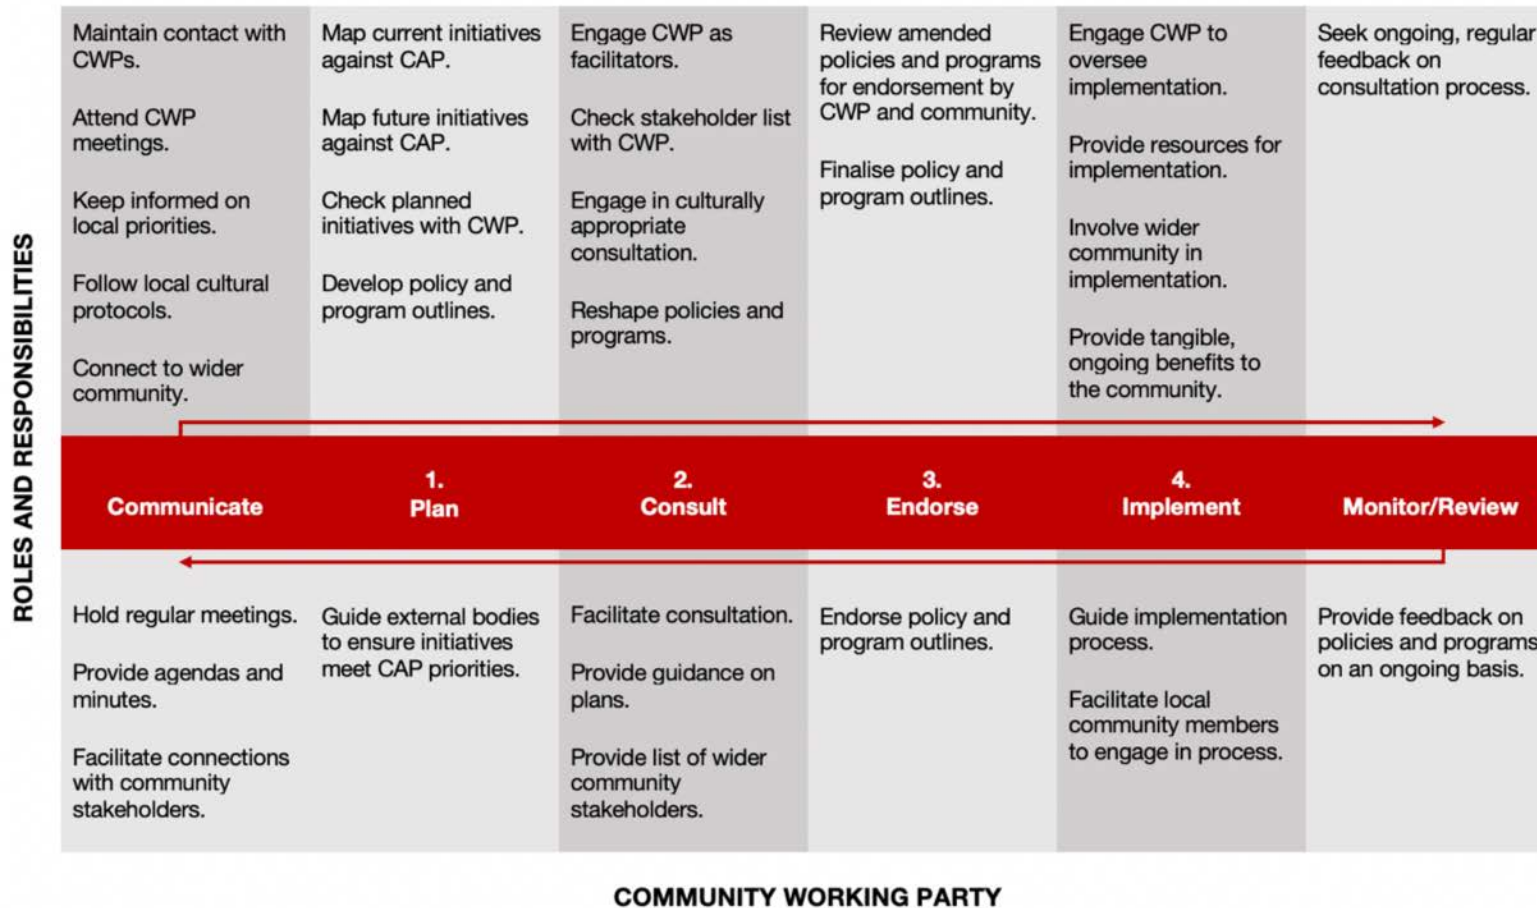 ROLES AND RESPONSIBILITIES
Maintain contact with
CWPs.
Attend CWP
meetings.
Keep informed on
local priorities.
Follow local cultural
protocols.
Connect to wider
community.
Map current initiatives
against CAP.
Map future initiatives
against CAP.
Check planned
initiatives with CWP.
Develop policy and
program outlines.
Engage CWP as
facilitators.
Check stakeholder list
with CWP.
Engage in culturally
appropriate
consultation.
Reshape policies and
programs.
Review amended
policies and programs
for endorsement by
CWP and community.
Finalise policy and
program outlines.
Engage CWP to
oversee
implementation.
Provide resources for
implementation.
Involve wider
community in
implementation.
Provide tangible,
ongoing benefits to
the community.
Seek ongoing, regular
feedback on
consultation process.
Communicate
1.
Plan
2.
Consult
3.
Endorse
4.
Implement
Monitor/Review
Hold regular meetings.
Provide agendas and
minutes.
Facilitate connections
with community
stakeholders.
Guide external bodies
to ensure initiatives
meet CAP priorities.
Facilitate consultation.
Provide guidance on
plans.
Provide list of wider
community
stakeholders.
Endorse policy and
program outlines.
Guide implementation
process.
Facilitate local
community members
to engage in process.
Provide feedback on
policies and programs
on an ongoing basis.
COMMUNITY WORKING PARTY